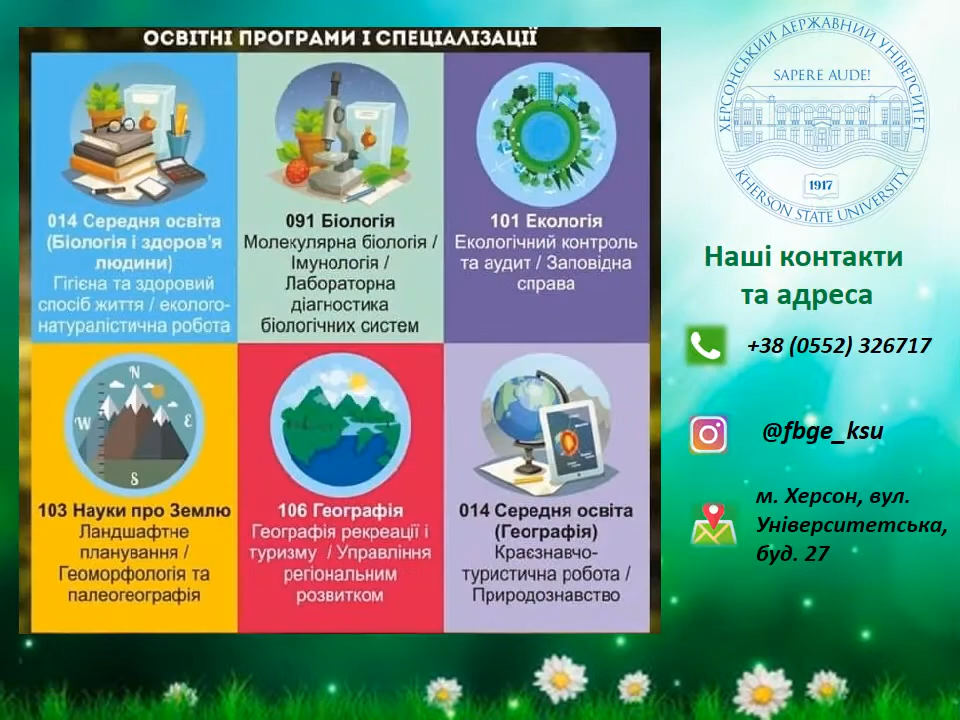 ОСВІТНІ ПРОГРАМИ І СПЕЦІАЛІЗАЦІЇ
014 Середня освіта
(Біологія і здоров'я
людини)
Гігієна та здоровий
спосіб життя / еколого-
натуралістична робота
091 Біологія
Молекулярна біологія /
Імунологія /
Лабораторна
діагностика
біологічних систем
101 Екологія
Екологічний контроль
та аудит / Заповідна
справа
N
W
E
S
103 Науки про Землю
Ландшафтне
планування /
Геоморфологія та
палеогеографія
106 Географія
Географія рекреації і
туризму / Управління
регіональним
розвитком
014 Середня освіта
(Географія)
Краєзнавчо-
туристична робота /
Природознавство
ХЕРСОНСЬКИЙ ДЕРЖАВНИЙ УНІВЕРСИТЕТ
SAPERE AUDE!
1917
KHERSON STATE UNIVERSITY
Наші контакти
та адреса
+38 (0552) 326717
@fbge_ksu
м. Херсон, вул.
Університетська,
буд. 27